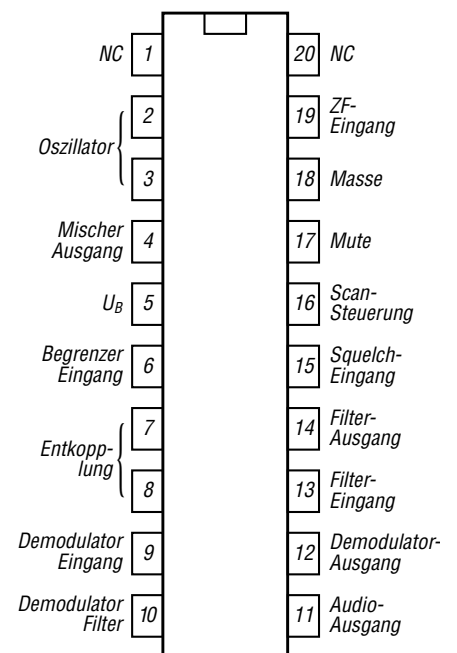 NC 1
2
Oszillator
3
Mischer
Ausgang 4
UB 5
Begrenzer
Eingang 6
7
Entkopp-
lung
8
Demodulator
Eingang 9
Demodulator
Filter 10
20 NC
19 ZF-
Eingang
18 Masse
17 Mute
16 Scan-
Steuerung
15 Squelch-
Eingang
14 Filter-
Ausgang
13 Filter-
Eingang
12 Demodulator-
Ausgang
11 Audio-
Ausgang